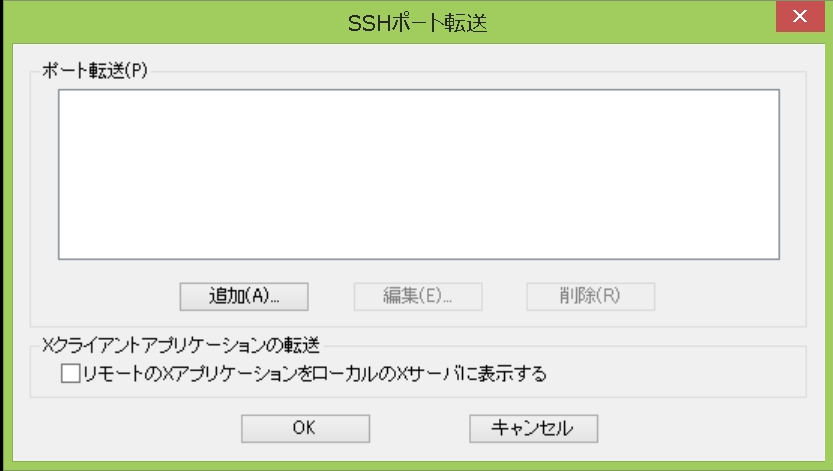 SSHポート転送
ポート転送(P)
追加(A)...
編集(E)...
削除(R)
Xクライアントアプリケーションの転送
リモートのXアプリケーションをローカルのXサーバに表示する
OK
キャンセル